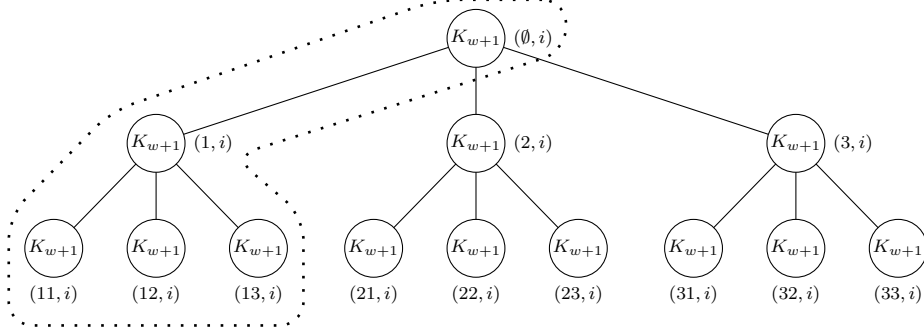 $K_{w+1}$ $(\emptyset, i)$
$K_{w+1}$ $(1, i)$ $K_{w+1}$ $(2, i)$ $K_{w+1}$ $(3, i)$
$K_{w+1}$ $K_{w+1}$ $K_{w+1}$ $K_{w+1}$ $K_{w+1}$ $K_{w+1}$ $K_{w+1}$ $K_{w+1}$ $K_{w+1}$
$(11, i)$ $(12, i)$ $(13, i)$ $(21, i)$ $(22, i)$ $(23, i)$ $(31, i)$ $(32, i)$ $(33, i)$